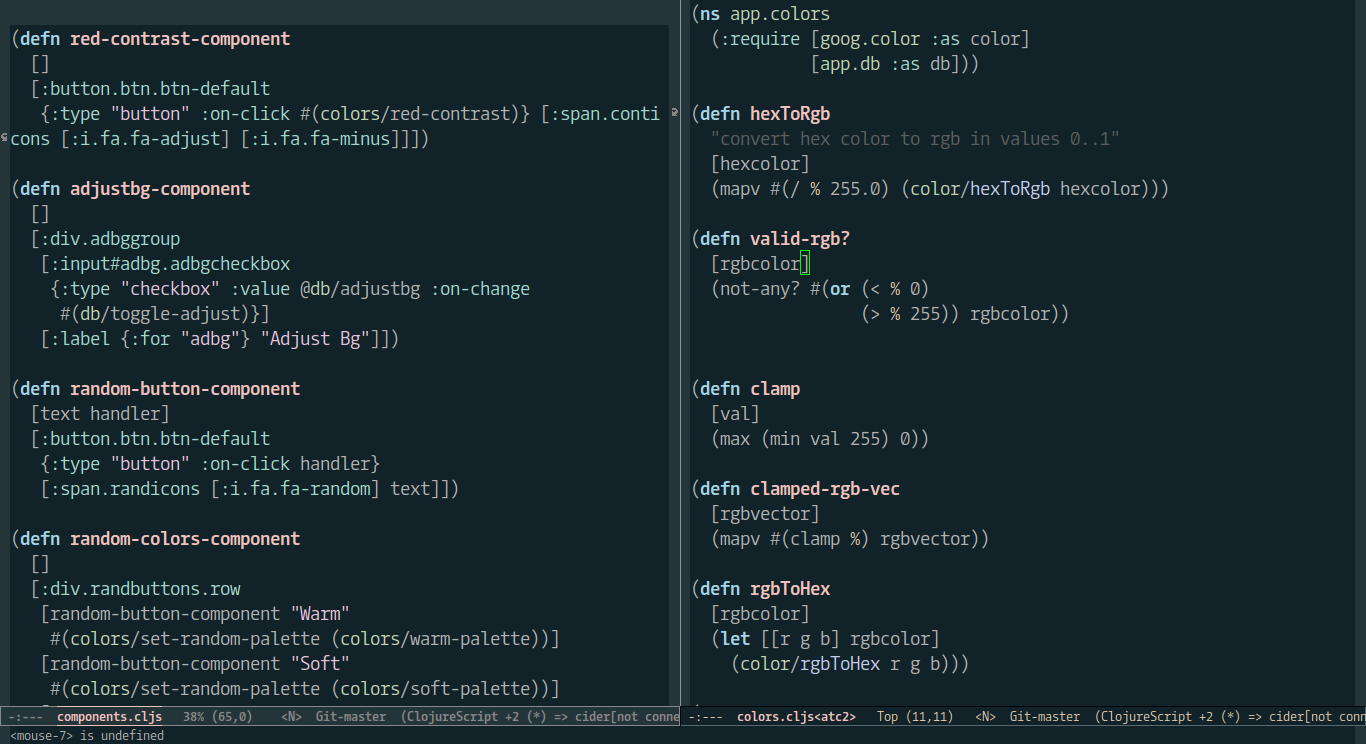 (defn red-contrast-component
  []
  [:button.btn.btn-default
   {:type "button" :on-click #(colors/red-contrast)} [:span.conti
cons [:i.fa.fa-adjust] [:i.fa.fa-minus]]])

(defn adjustbg-component
  []
  [:div.adbggroup
   [:input#adbg.adbgcheckbox
    {:type "checkbox" :value @db/adjustbg :on-change
     #(db/toggle-adjust)}]
   [:label {:for "adbg"} "Adjust Bg"]])

(defn random-button-component
  [text handler]
  [:button.btn.btn-default
   {:type "button" :on-click handler}
   [:span.randicons [:i.fa.fa-random] text]])

(defn random-colors-component
  []
  [:div.randbuttons.row
   [random-button-component "Warm"
    #(colors/set-random-palette (colors/warm-palette))]
   [random-button-component "Soft"
    #(colors/set-random-palette (colors/soft-palette))]
-:--- components.cljs 38% (65,0) <N> Git-master (ClojureScript +2 (*) => cider[not conne
(ns app.colors
  (:require [goog.color :as color]
            [app.db :as db]))

(defn hexToRgb
  "convert hex color to rgb in values 0..1"
  [hexcolor]
  (mapv #(/ % 255.0) (color/hexToRgb hexcolor)))

(defn valid-rgb?
  [rgbcolor]
  (not-any? #(or (< % 0)
                 (> % 255)) rgbcolor))

(defn clamp
  [val]
  (max (min val 255) 0))

(defn clamped-rgb-vec
  [rgbvector]
  (mapv #(clamp %) rgbvector))

(defn rgbToHex
  [rgbcolor]
  (let [[r g b] rgbcolor]
    (color/rgbToHex r g b)))
-:--- colors.cljs<atc2> Top (11,11) <N> Git-master (ClojureScript +2 (*) => cider[not conn
<mouse-7> is undefined